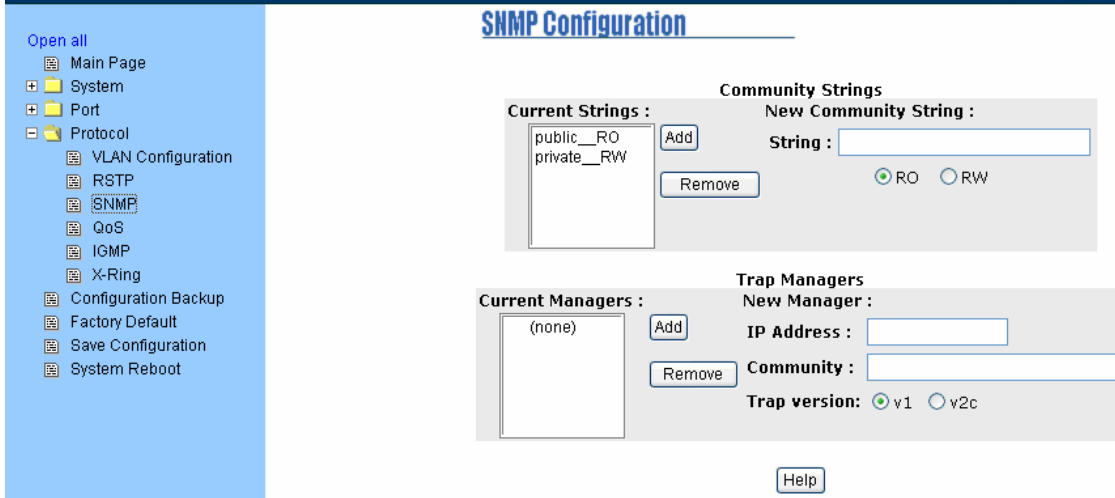 Open all
Main Page
System
Port
Protocol
VLAN Configuration
RSTP
SNMP
QoS
IGMP
X-Ring
Configuration Backup
Factory Default
Save Configuration
System Reboot
SNMP Configuration
Community Strings
Current Strings : New Community String :
public__RO
private__RW
Add
Remove
String :
RO RW
Trap Managers
Current Managers : New Manager :
(none)
Add
Remove
IP Address :
Community :
Trap version: v1 v2c
Help